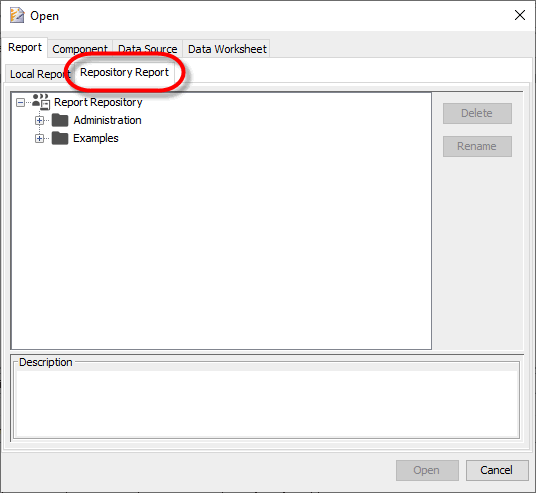 Open
Report Component Data Source Data Worksheet
Local Report Repository Report
Report Repository
Administration
Examples
Delete
Rename
Description
Open Cancel